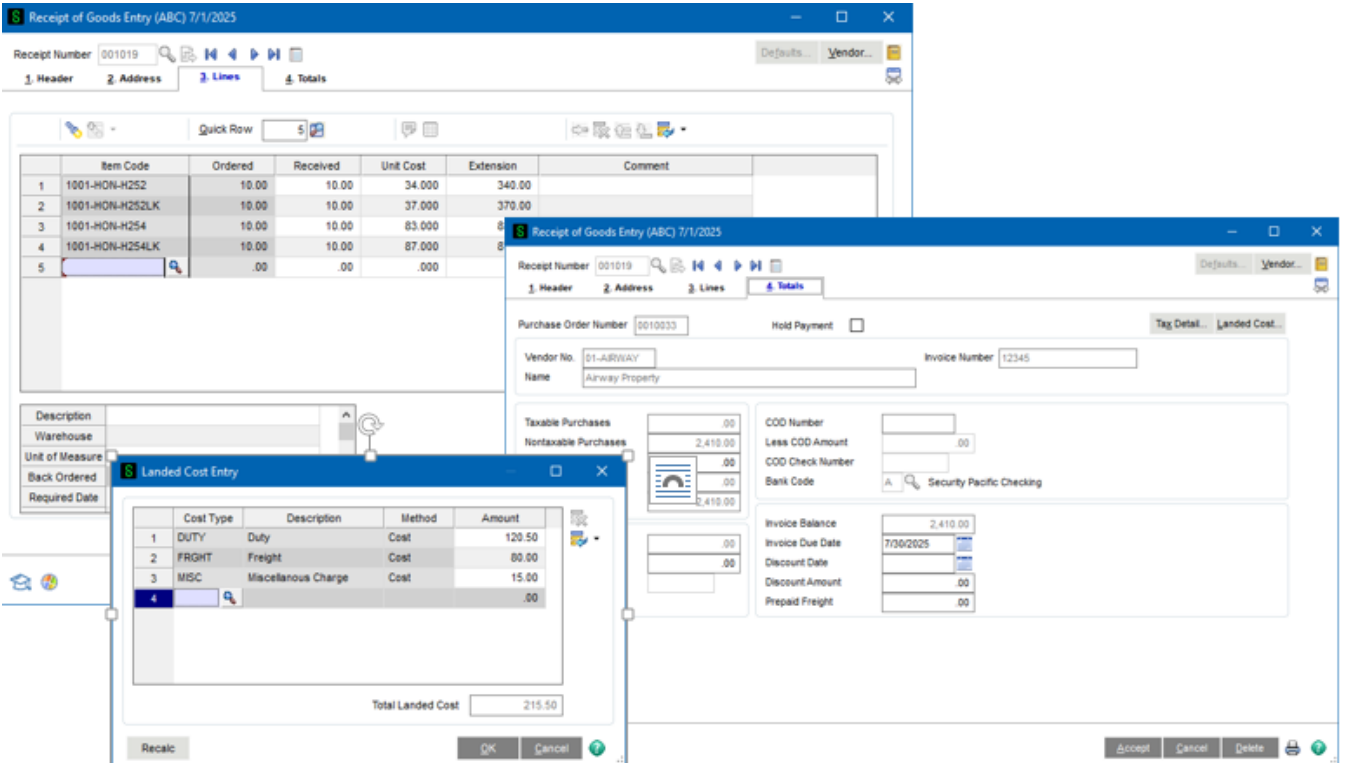 Receipt of Goods Entry (ABC) 7/1/2025
Receipt Number 001019 Defaults... Vendor...
1. Header 2. Address 3. Lines 4. Totals
Quick Row 5
Item Code Ordered Received Unit Cost Extension Comment
1 1001-HON-H252 10.00 10.00 34.000 340.00
2 1001-HON-H252LK 10.00 10.00 37.000 370.00
3 1001-HON-H254 10.00 10.00 83.000 8
4 1001-HON-H254LK 10.00 10.00 87.000 8
5 .00 .00 .000
Description
Warehouse
Unit of Measure
Back Ordered
Required Date
Receipt of Goods Entry (ABC) 7/1/2025
Receipt Number 001019 Defaults... Vendor...
1. Header 2. Address 3. Lines 4. Totals
Purchase Order Number 0010033 Hold Payment Tax Detail... Landed Cost...
Vendor No. 01-AIRWAY Invoice Number 12345
Name Airway Property
Taxable Purchases .00 COD Number
Nontaxable Purchases 2,410.00 Less COD Amount .00
.00 COD Check Number
.00 Bank Code A Security Pacific Checking
2,410.00
Invoice Balance 2,410.00
.00 Invoice Due Date 7/30/2025
.00 Discount Date
Discount Amount .00
Prepaid Freight .00
Accept Cancel Delete
Landed Cost Entry
Cost Type Description Method Amount
1 DUTY Duty Cost 120.50
2 FRGHT Freight Cost 80.00
3 MISC Miscellanous Charge Cost 15.00
4 .00
Total Landed Cost 215.50
Recalc OK Cancel